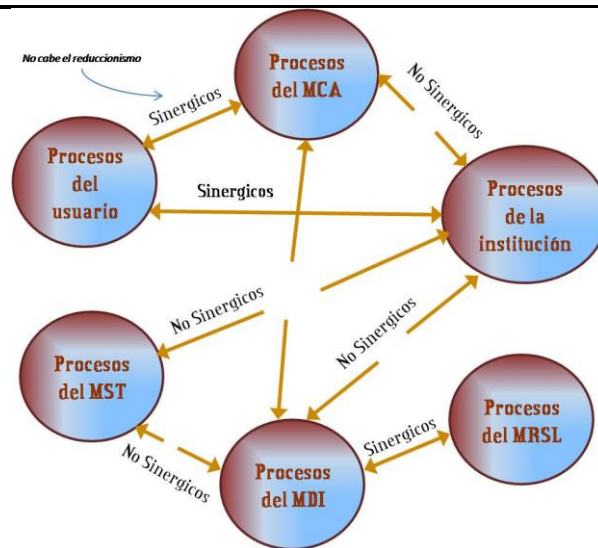 No cabe el reduccionismo
Procesos
del MCA
Sinergicos
No Sinergicos
Procesos
del
usuario
Sinergicos
Procesos
de la
institución
No Sinergicos
No Sinergicos
Procesos
del MST
Procesos
del MRSL
Sinergicos
No Sinergicos
Procesos
del MDI